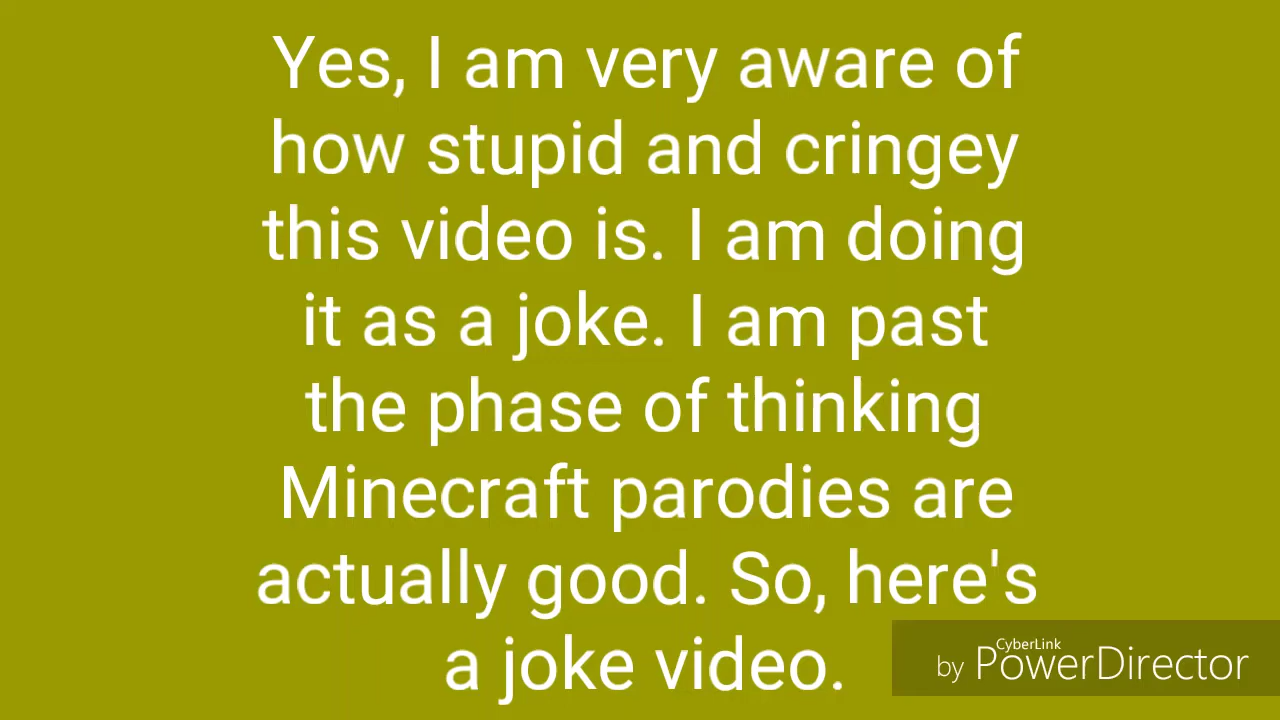 Yes, I am very aware of
how stupid and cringey
this video is. I am doing
it as a joke. I am past
the phase of thinking
Minecraft parodies are
actually good. So, here's
a joke video.
CyberLink
by PowerDirector